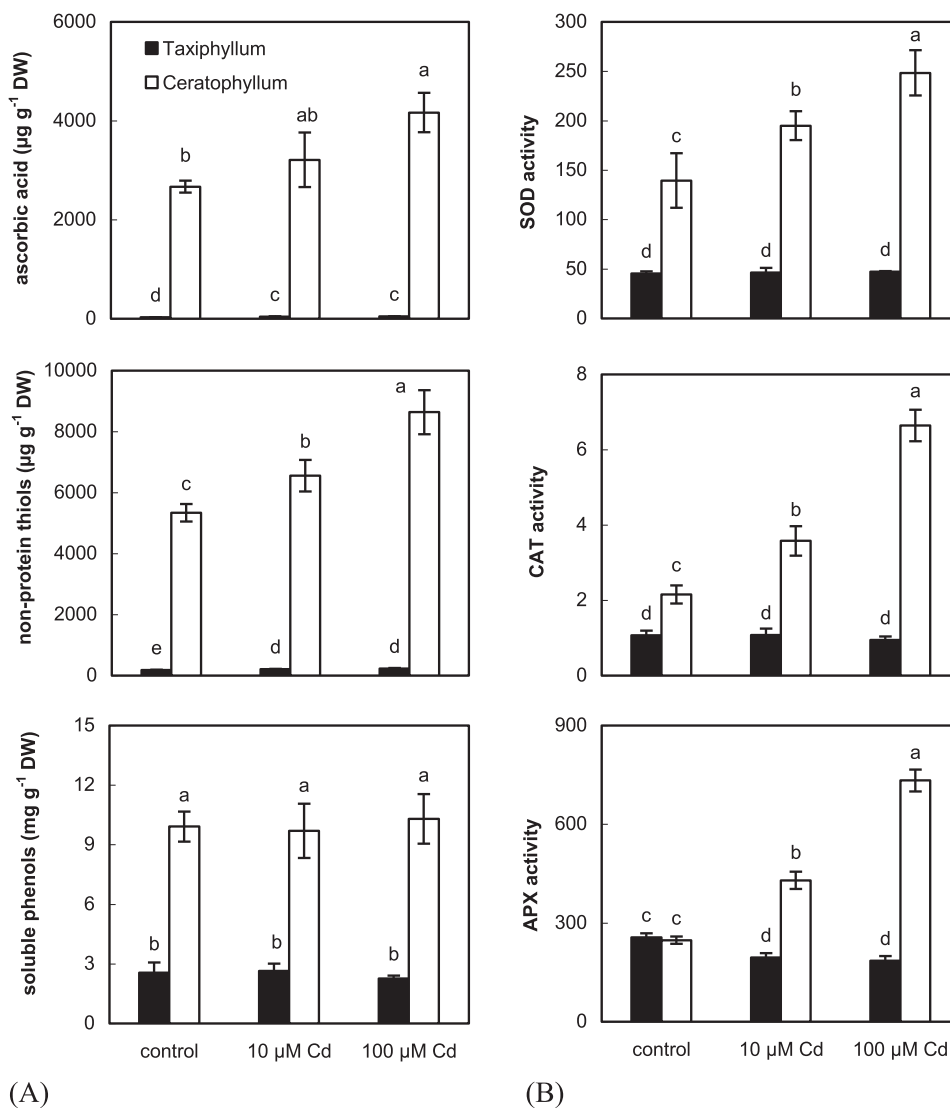 6000
4000
2000
0
ascorbic acid (µg g⁻¹ DW)
Taxiphyllum
Ceratophyllum
d
b
c
ab
c
a
10000
8000
6000
4000
2000
0
non-protein thiols (µg g⁻¹ DW)
e
c
d
b
d
a
15
12
9
6
3
0
soluble phenols (mg g⁻¹ DW)
b
a
b
a
b
a
control
10 µM Cd
100 µM Cd
(A)
300
250
200
150
100
50
0
SOD activity
d
c
d
b
d
a
8
6
4
2
0
CAT activity
d
c
d
b
d
a
900
600
300
0
APX activity
c
c
d
b
d
a
control
10 µM Cd
100 µM Cd
(B)